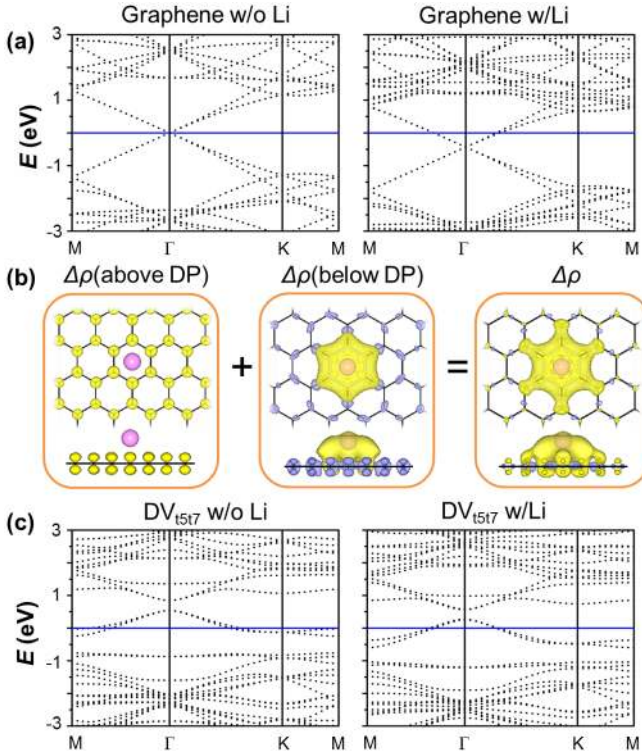 Graphene w/o Li
Graphene w/Li
(a)
3
1
-1
-3
E (eV)
M Γ K M
M Γ K M
(b)
Δρ(above DP)
Δρ(below DP)
Δρ
+
=
(c)
DVt5t7 w/o Li
DVt5t7 w/Li
3
1
-1
-3
E (eV)
M Γ K M
M Γ K M